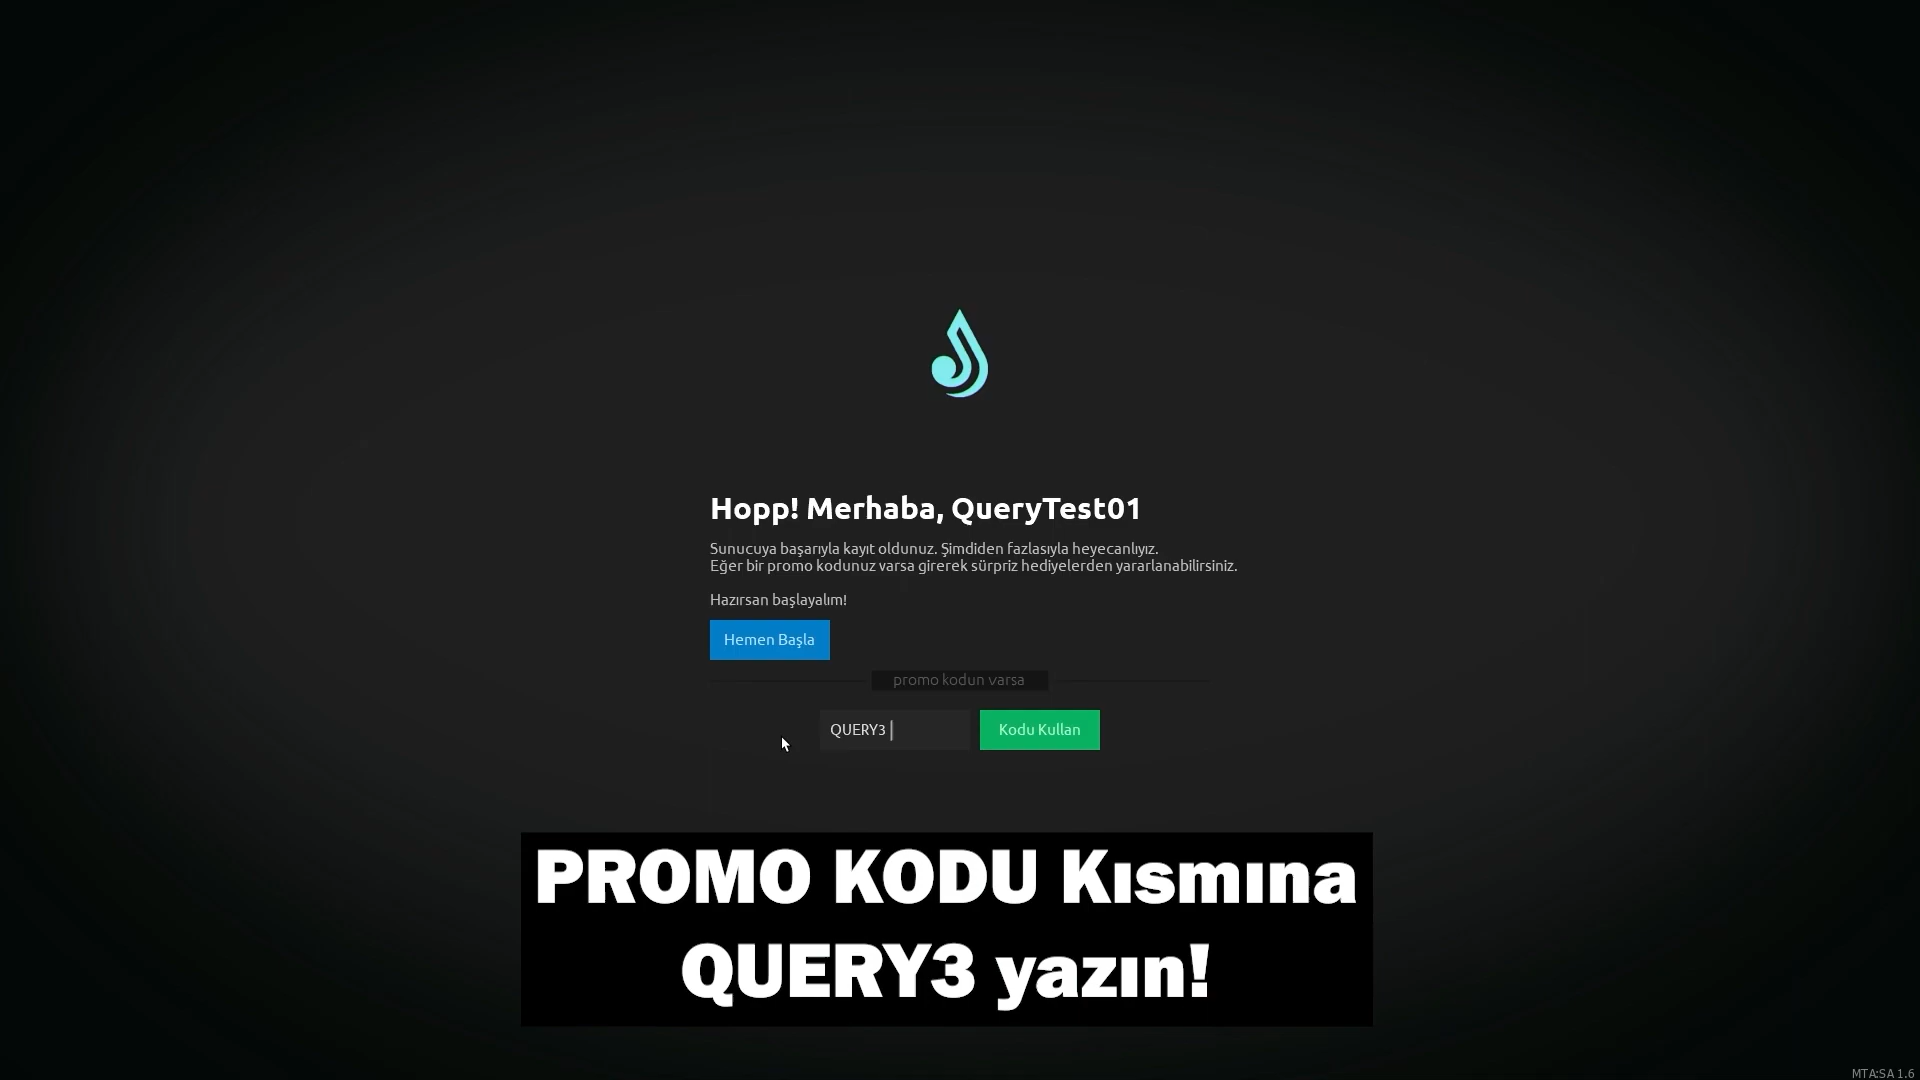 Hopp! Merhaba, QueryTest01
Sunucuya başarıyla kayıt oldunuz. Şimdiden fazlasıyla heyecanlıyız.
Eğer bir promo kodunuz varsa girerek sürpriz hediyelerden yararlanabilirsiniz.
Hazırsan başlayalım!
Hemen Başla
promo kodun varsa
QUERY3
Kodu Kullan
PROMO KODU Kısmına
QUERY3 yazın!
MTA:SA 1.6